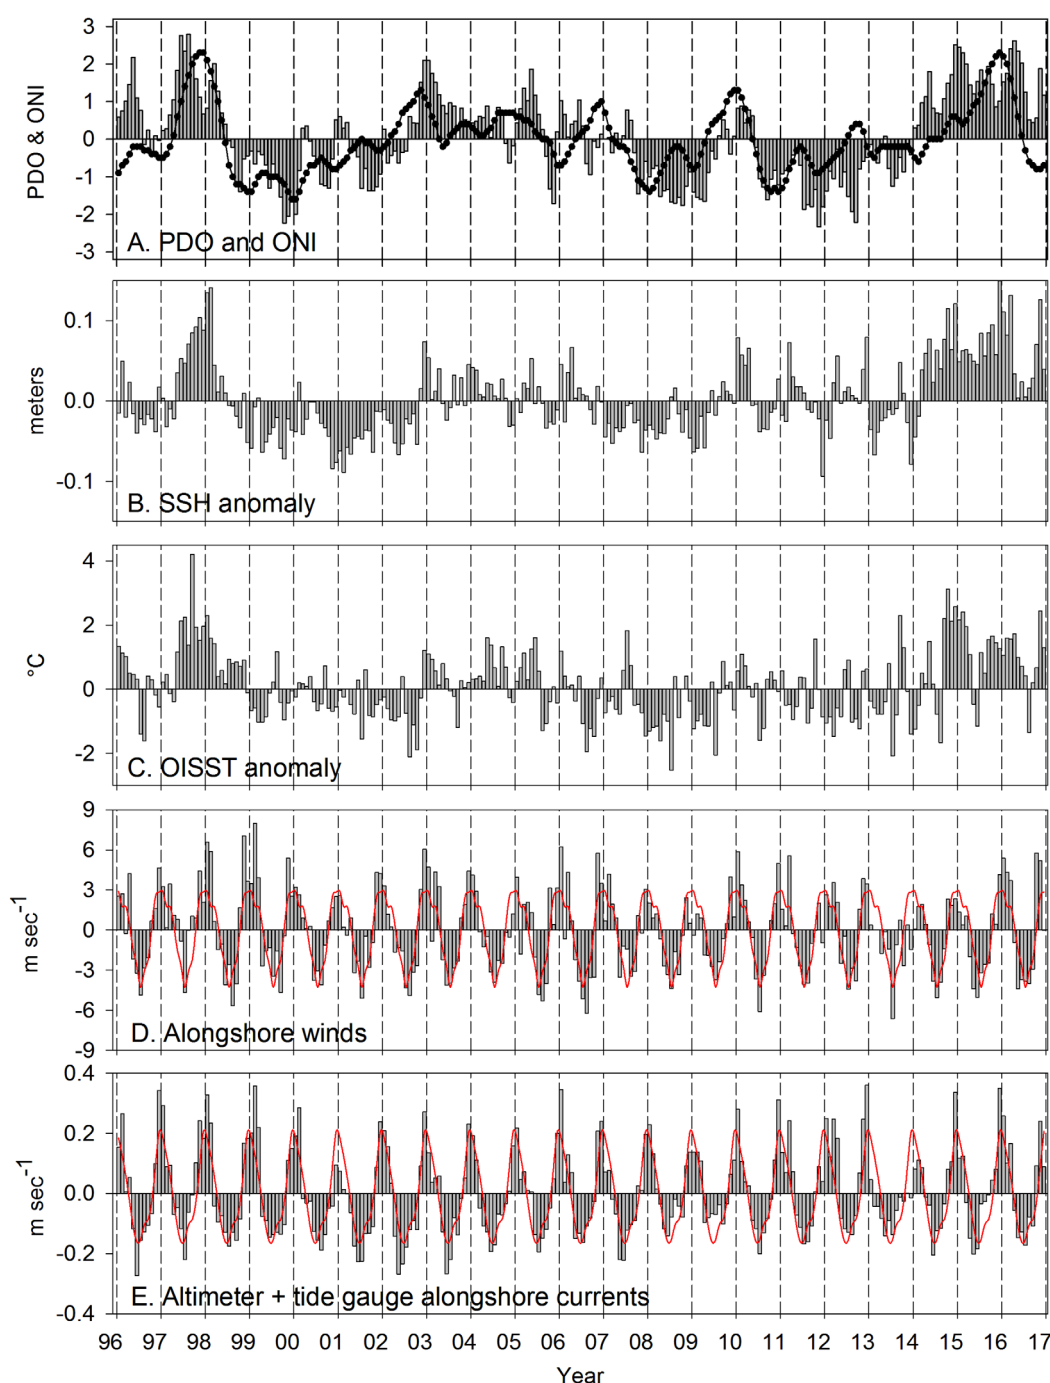 3
2
1
0
-1
-2
-3
PDO & ONI
A. PDO and ONI
0.1
0.0
-0.1
meters
B. SSH anomaly
4
2
0
-2
°C
C. OISST anomaly
9
6
3
0
-3
-6
-9
m sec-1
D. Alongshore winds
0.4
0.2
0.0
-0.2
-0.4
m sec-1
E. Altimeter + tide gauge alongshore currents
96 97 98 99 00 01 02 03 04 05 06 07 08 09 10 11 12 13 14 15 16 17
Year